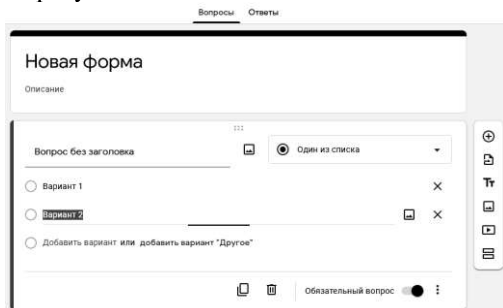 Вопросы Ответы
Новая форма
Описание
Вопрос без заголовка
Один из списка
Вариант 1
Вариант 2
Добавить вариант или добавить вариант "Другое"
Обязательный вопрос
Тт